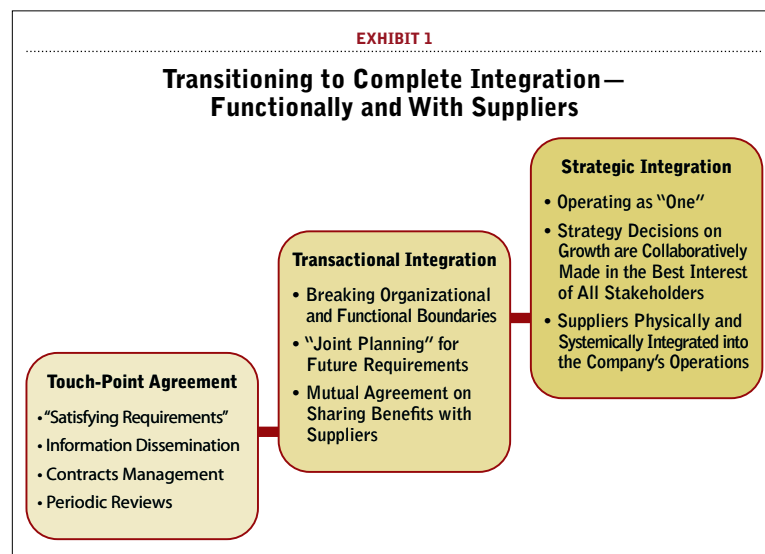 EXHIBIT 1
Transitioning to Complete Integration—
Functionally and With Suppliers
Strategic Integration
• Operating as “One”
• Strategy Decisions on
Growth are Collaboratively
Made in the Best Interest
of All Stakeholders
• Suppliers Physically and
Systemically Integrated into
the Company’s Operations
Transactional Integration
• Breaking Organizational
and Functional Boundaries
• “Joint Planning” for
Future Requirements
• Mutual Agreement on
Sharing Benefits with
Suppliers
Touch-Point Agreement
• “Satisfying Requirements”
• Information Dissemination
• Contracts Management
• Periodic Reviews